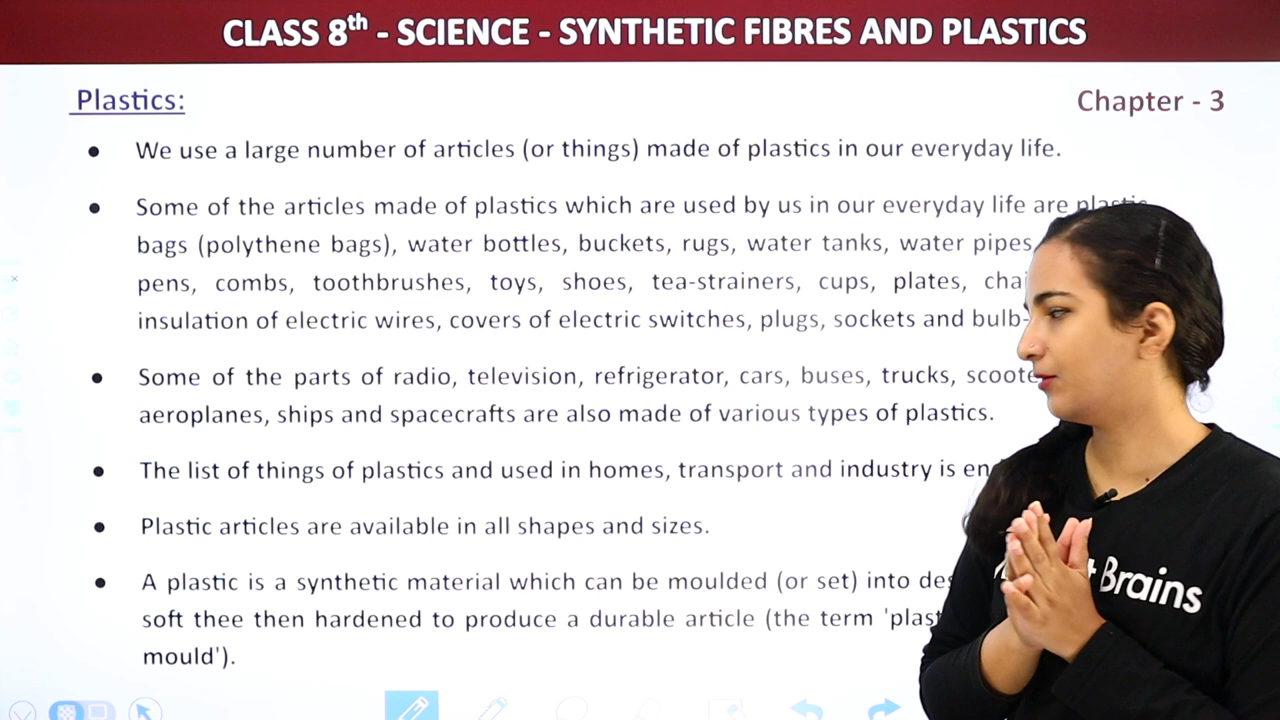 CLASS 8th - SCIENCE - SYNTHETIC FIBRES AND PLASTICS
Plastics:
Chapter - 3
● We use a large number of articles (or things) made of plastics in our everyday life.
● Some of the articles made of plastics which are used by us in our everyday life are plastic
bags (polythene bags), water bottles, buckets, rugs, water tanks, water pipes
pens, combs, toothbrushes, toys, shoes, tea-strainers, cups, plates,
insulation of electric wires, covers of electric switches, plugs, sockets and
● Some of the parts of radio, television, refrigerator, cars, buses, trucks,
aeroplanes, ships and spacecrafts are also made of various types of plastics.
● The list of things of plastics and used in homes, transport and industry is
● Plastic articles are available in all shapes and sizes.
● A plastic is a synthetic material which can be moulded (or set) into
soft thee then hardened to produce a durable article (the term
mould').
Brains